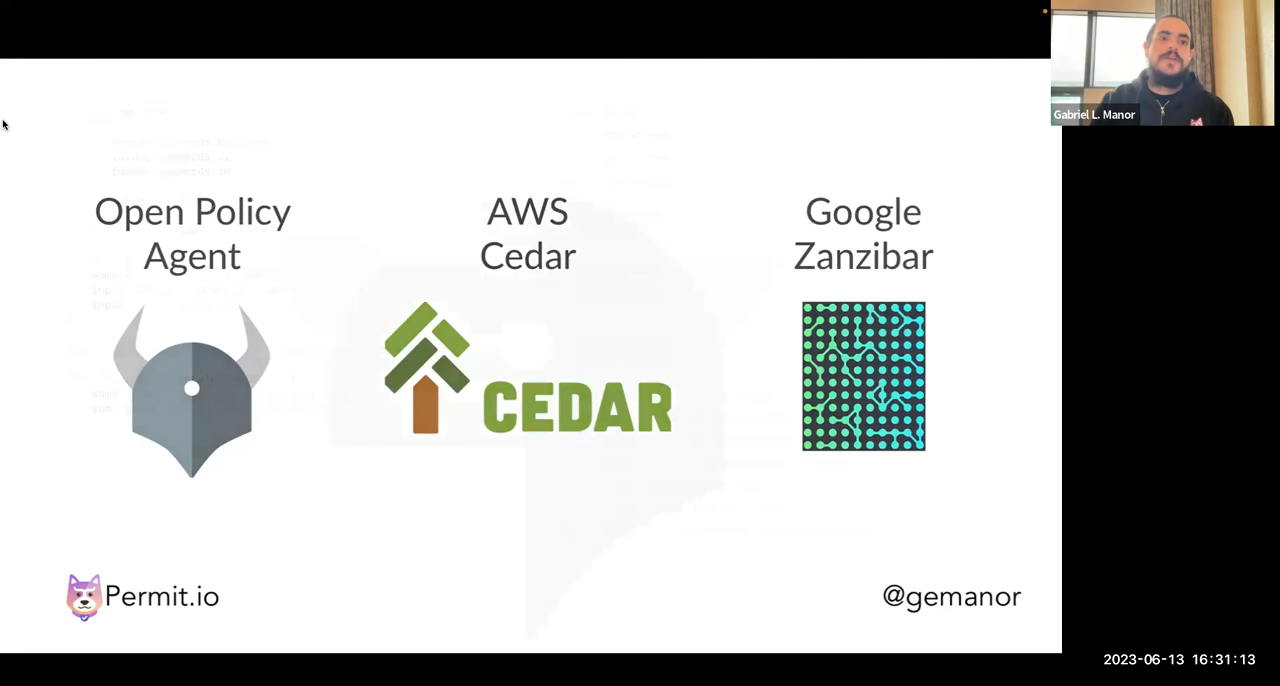 Gabriel L. Manor
Open Policy
Agent
AWS
Cedar
Google
Zanzibar
CEDAR
Permit.io
@gemanor
2023-06-13 16:31:13